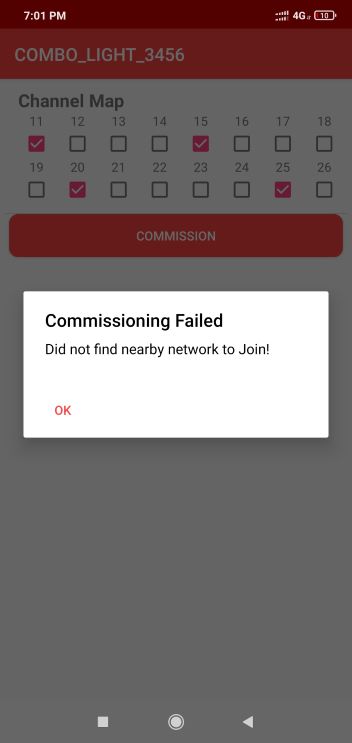 7:01 PM 4G 10
COMBO_LIGHT_3456
Channel Map
11 12 13 14 15 16 17 18
19 20 21 22 23 24 25 26
COMMISSION
Commissioning Failed
Did not find nearby network to Join!
OK